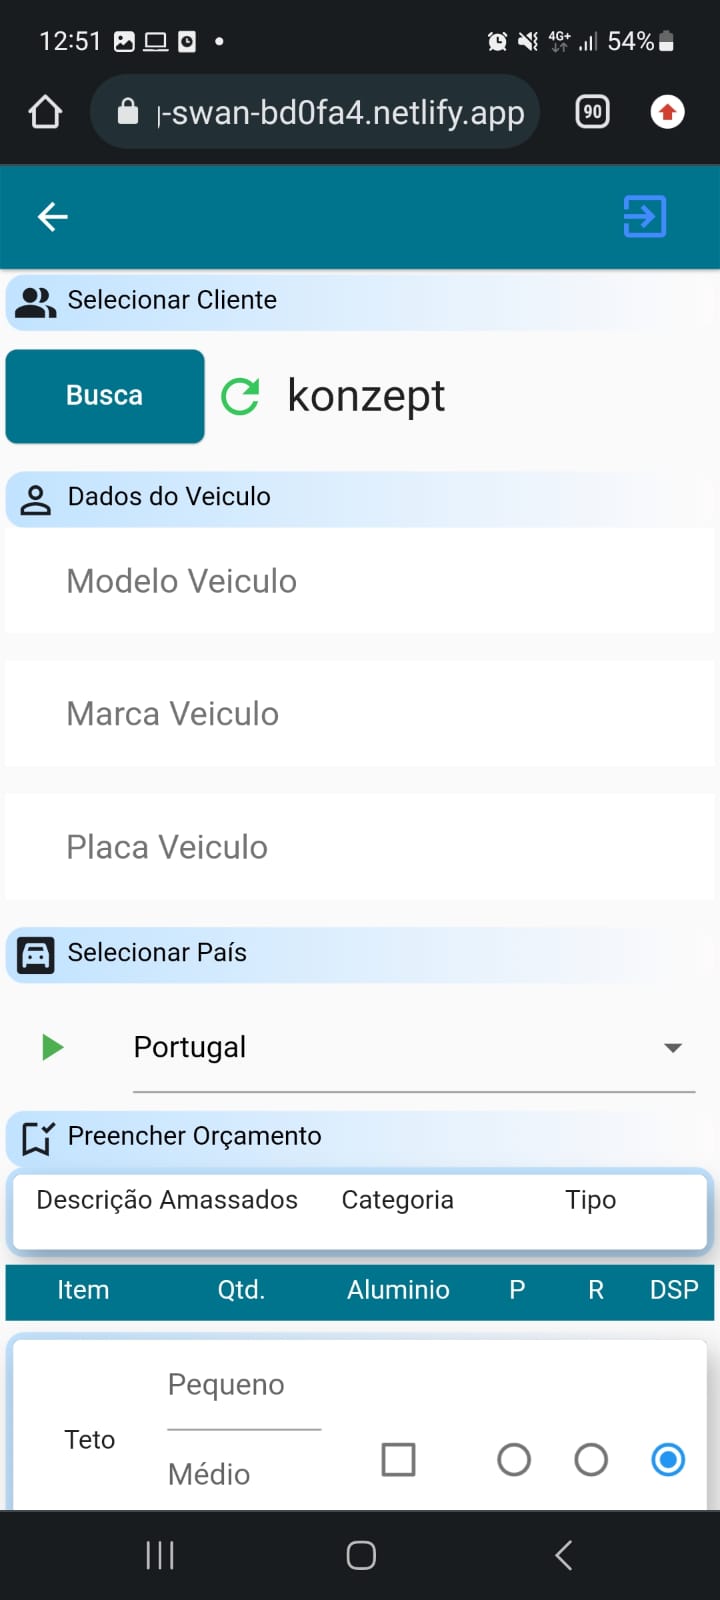 12:51
4G+ 54%
-swan-bd0fa4.netlify.app 90
Selecionar Cliente
Busca konzept
Dados do Veiculo
Modelo Veiculo
Marca Veiculo
Placa Veiculo
Selecionar País
Portugal
Preencher Orçamento
Descrição Amassados Categoria Tipo
Item Qtd. Aluminio P R DSP
Pequeno
Teto
Médio